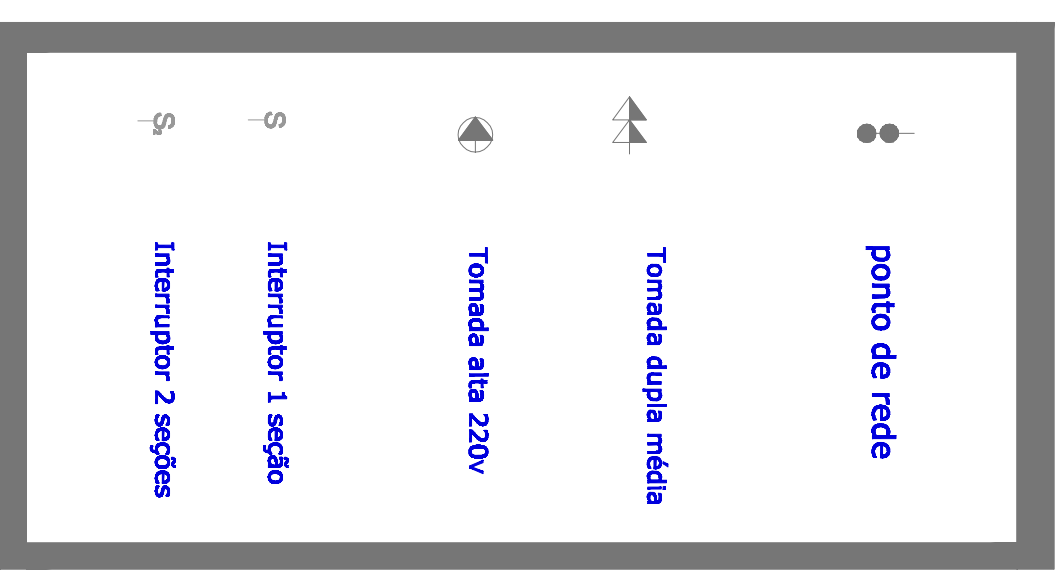 ponto de rede
Tomada dupla média
Tomada alta 220v
S Interruptor 1 seção
S2 Interruptor 2 seções